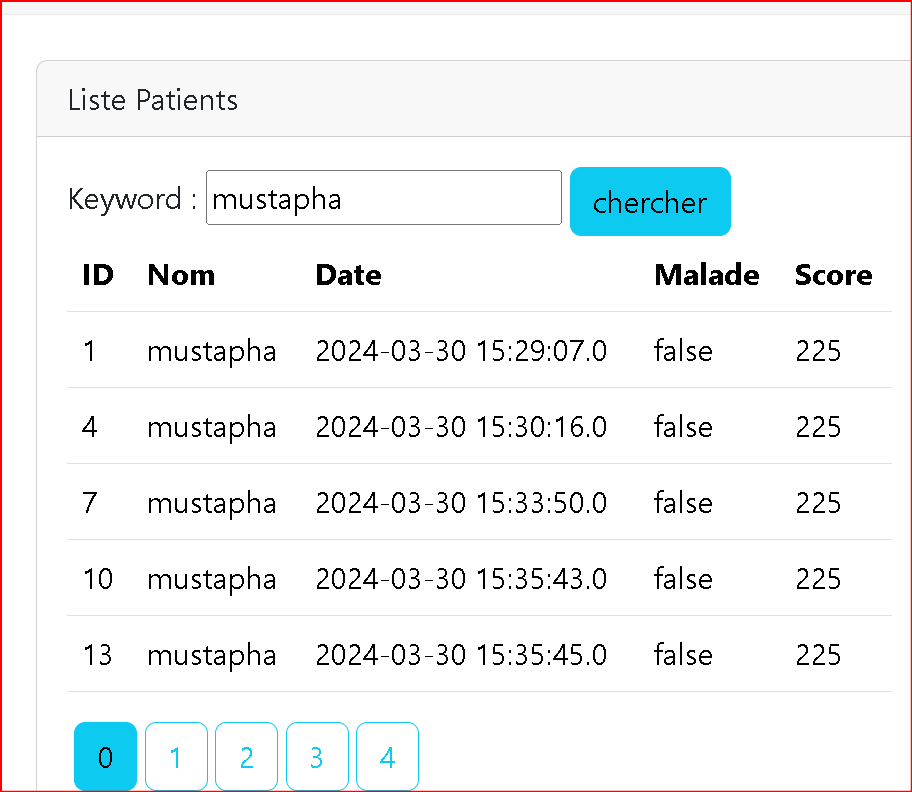 Liste Patients
Keyword : mustapha chercher
ID Nom Date Malade Score
1 mustapha 2024-03-30 15:29:07.0 false 225
4 mustapha 2024-03-30 15:30:16.0 false 225
7 mustapha 2024-03-30 15:33:50.0 false 225
10 mustapha 2024-03-30 15:35:43.0 false 225
13 mustapha 2024-03-30 15:35:45.0 false 225
0 1 2 3 4